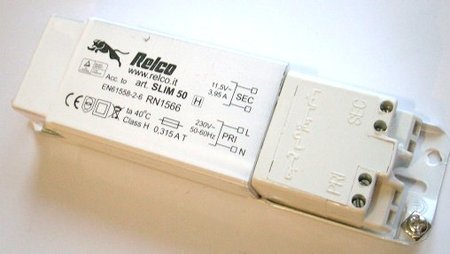 Relco
www.relco.it
Acc. to art. SLIM 50 H
EN61558-2-6 RN1566
11,5V~
3,95 A
SEC
CE
ta 40°C
Class H
0,315 A T
230V~
50-60Hz
PRI
L
N
SEC
PRI